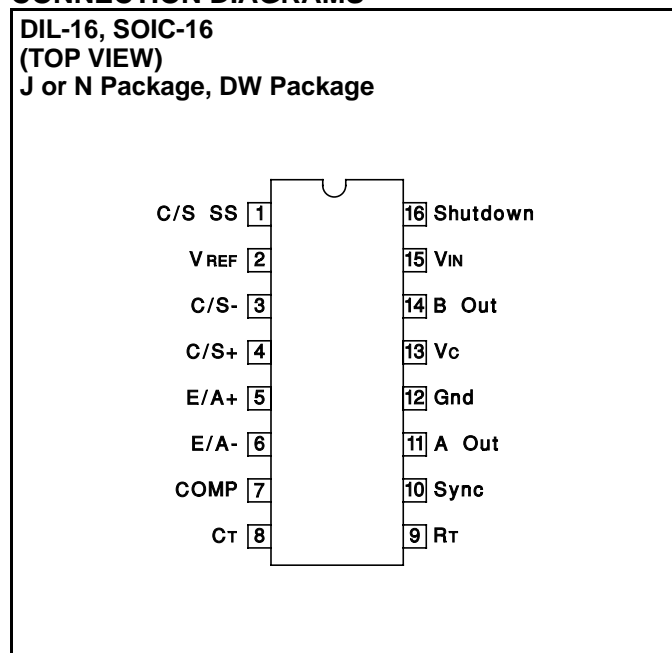 CONNECTION DIAGRAMS
DIL-16, SOIC-16
(TOP VIEW)
J or N Package, DW Package
C/S SS 1
16 Shutdown
VREF 2
15 VIN
C/S- 3
14 B Out
C/S+ 4
13 VC
E/A+ 5
12 Gnd
E/A- 6
11 A Out
COMP 7
10 Sync
CT 8
9 RT